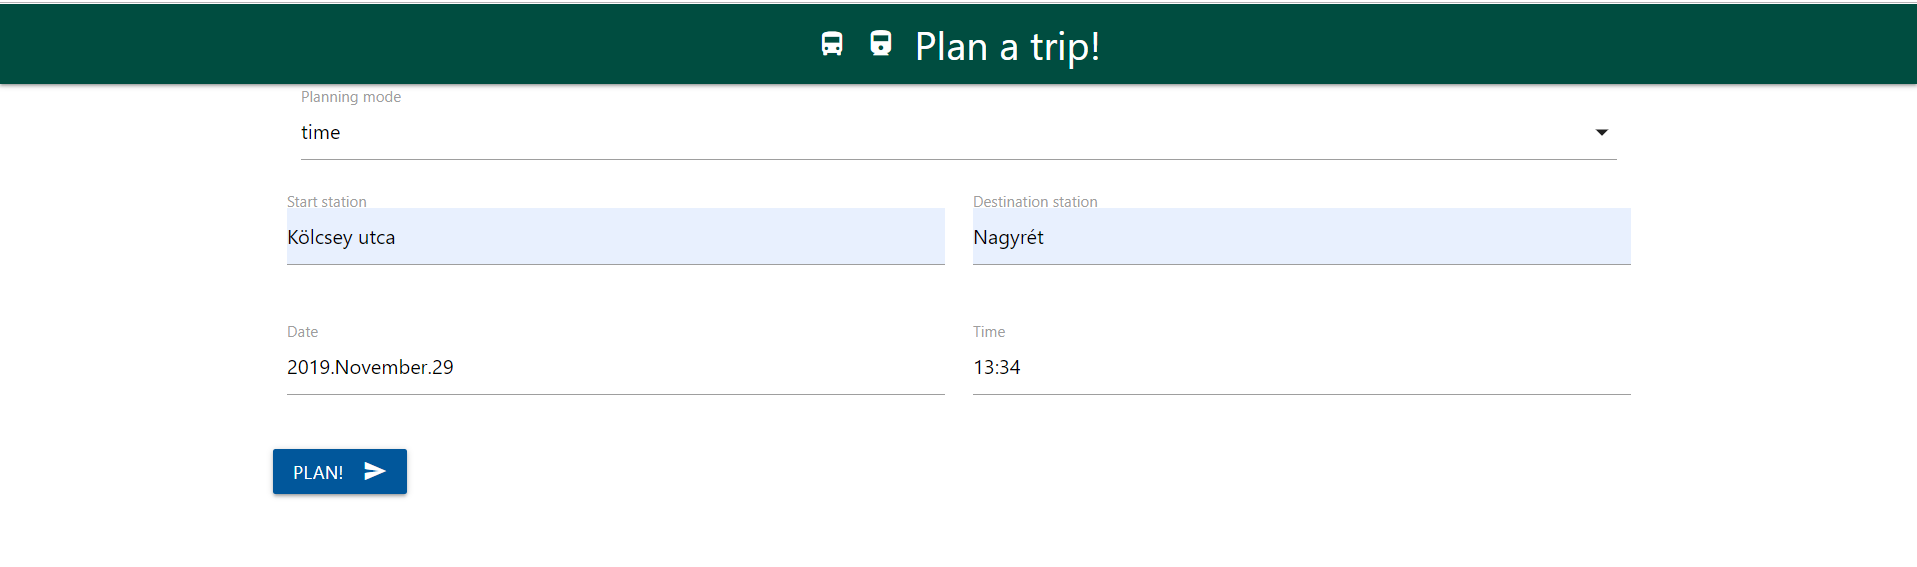 Plan a trip!
Planning mode
time
Start station
Destination station
Kölcsey utca
Nagyrét
Date
Time
2019.November.29
13:34
PLAN!